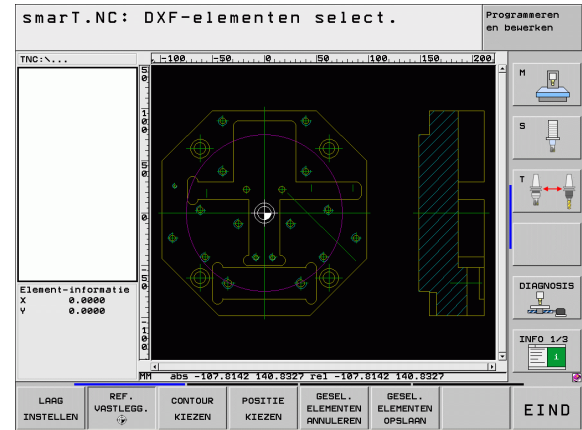 smarT.NC: DXF-elementen select.
Programmeren
en bewerken
TNC:\...
-100 -50 0 50 100 150 200
50
100
50
0
-50
-100
M
S
T
DIAGNOSIS
INFO 1/3
Element-informatie
X 0.0000
Y 0.0000
MM abs -107.8142 140.8327 rel -107.8142 140.8327
LAAG
INSTELLEN
REF.
VASTLEGG.
CONTOUR
KIEZEN
POSITIE
KIEZEN
GESEL.
ELEMENTEN
ANNULEREN
GESEL.
ELEMENTEN
OPSLAAN
EIND